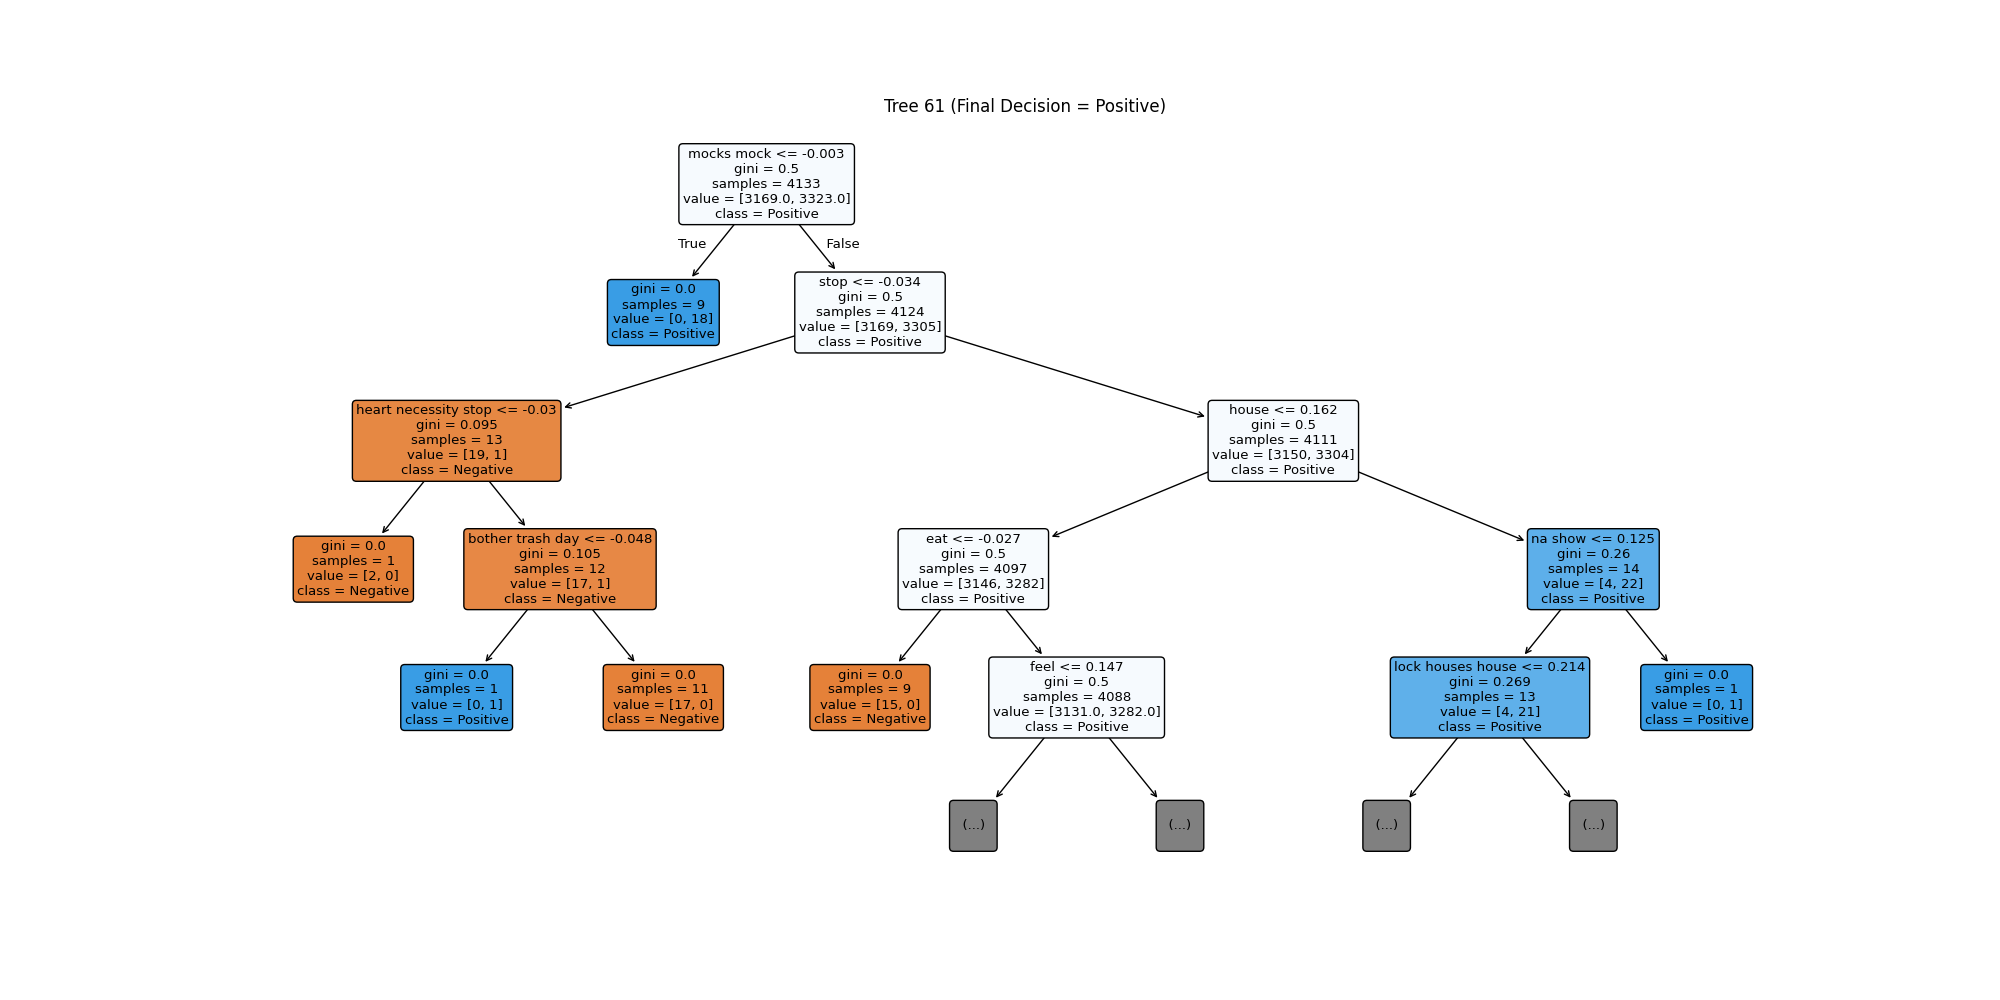 Tree 61 (Final Decision = Positive)
mocks mock <= -0.003
gini = 0.5
samples = 4133
value = [3169.0, 3323.0]
class = Positive
True
False
gini = 0.0
samples = 9
value = [0, 18]
class = Positive
stop <= -0.034
gini = 0.5
samples = 4124
value = [3169, 3305]
class = Positive
heart necessity stop <= -0.03
gini = 0.095
samples = 13
value = [19, 1]
class = Negative
house <= 0.162
gini = 0.5
samples = 4111
value = [3150, 3304]
class = Positive
gini = 0.0
samples = 1
value = [2, 0]
class = Negative
bother trash day <= -0.048
gini = 0.105
samples = 12
value = [17, 1]
class = Negative
eat <= -0.027
gini = 0.5
samples = 4097
value = [3146, 3282]
class = Positive
na show <= 0.125
gini = 0.26
samples = 14
value = [4, 22]
class = Positive
gini = 0.0
samples = 1
value = [0, 1]
class = Positive
gini = 0.0
samples = 11
value = [17, 0]
class = Negative
gini = 0.0
samples = 9
value = [15, 0]
class = Negative
feel <= 0.147
gini = 0.5
samples = 4088
value = [3131.0, 3282.0]
class = Positive
lock houses house <= 0.214
gini = 0.269
samples = 13
value = [4, 21]
class = Positive
gini = 0.0
samples = 1
value = [0, 1]
class = Positive
(...)
(...)
(...)
(...)